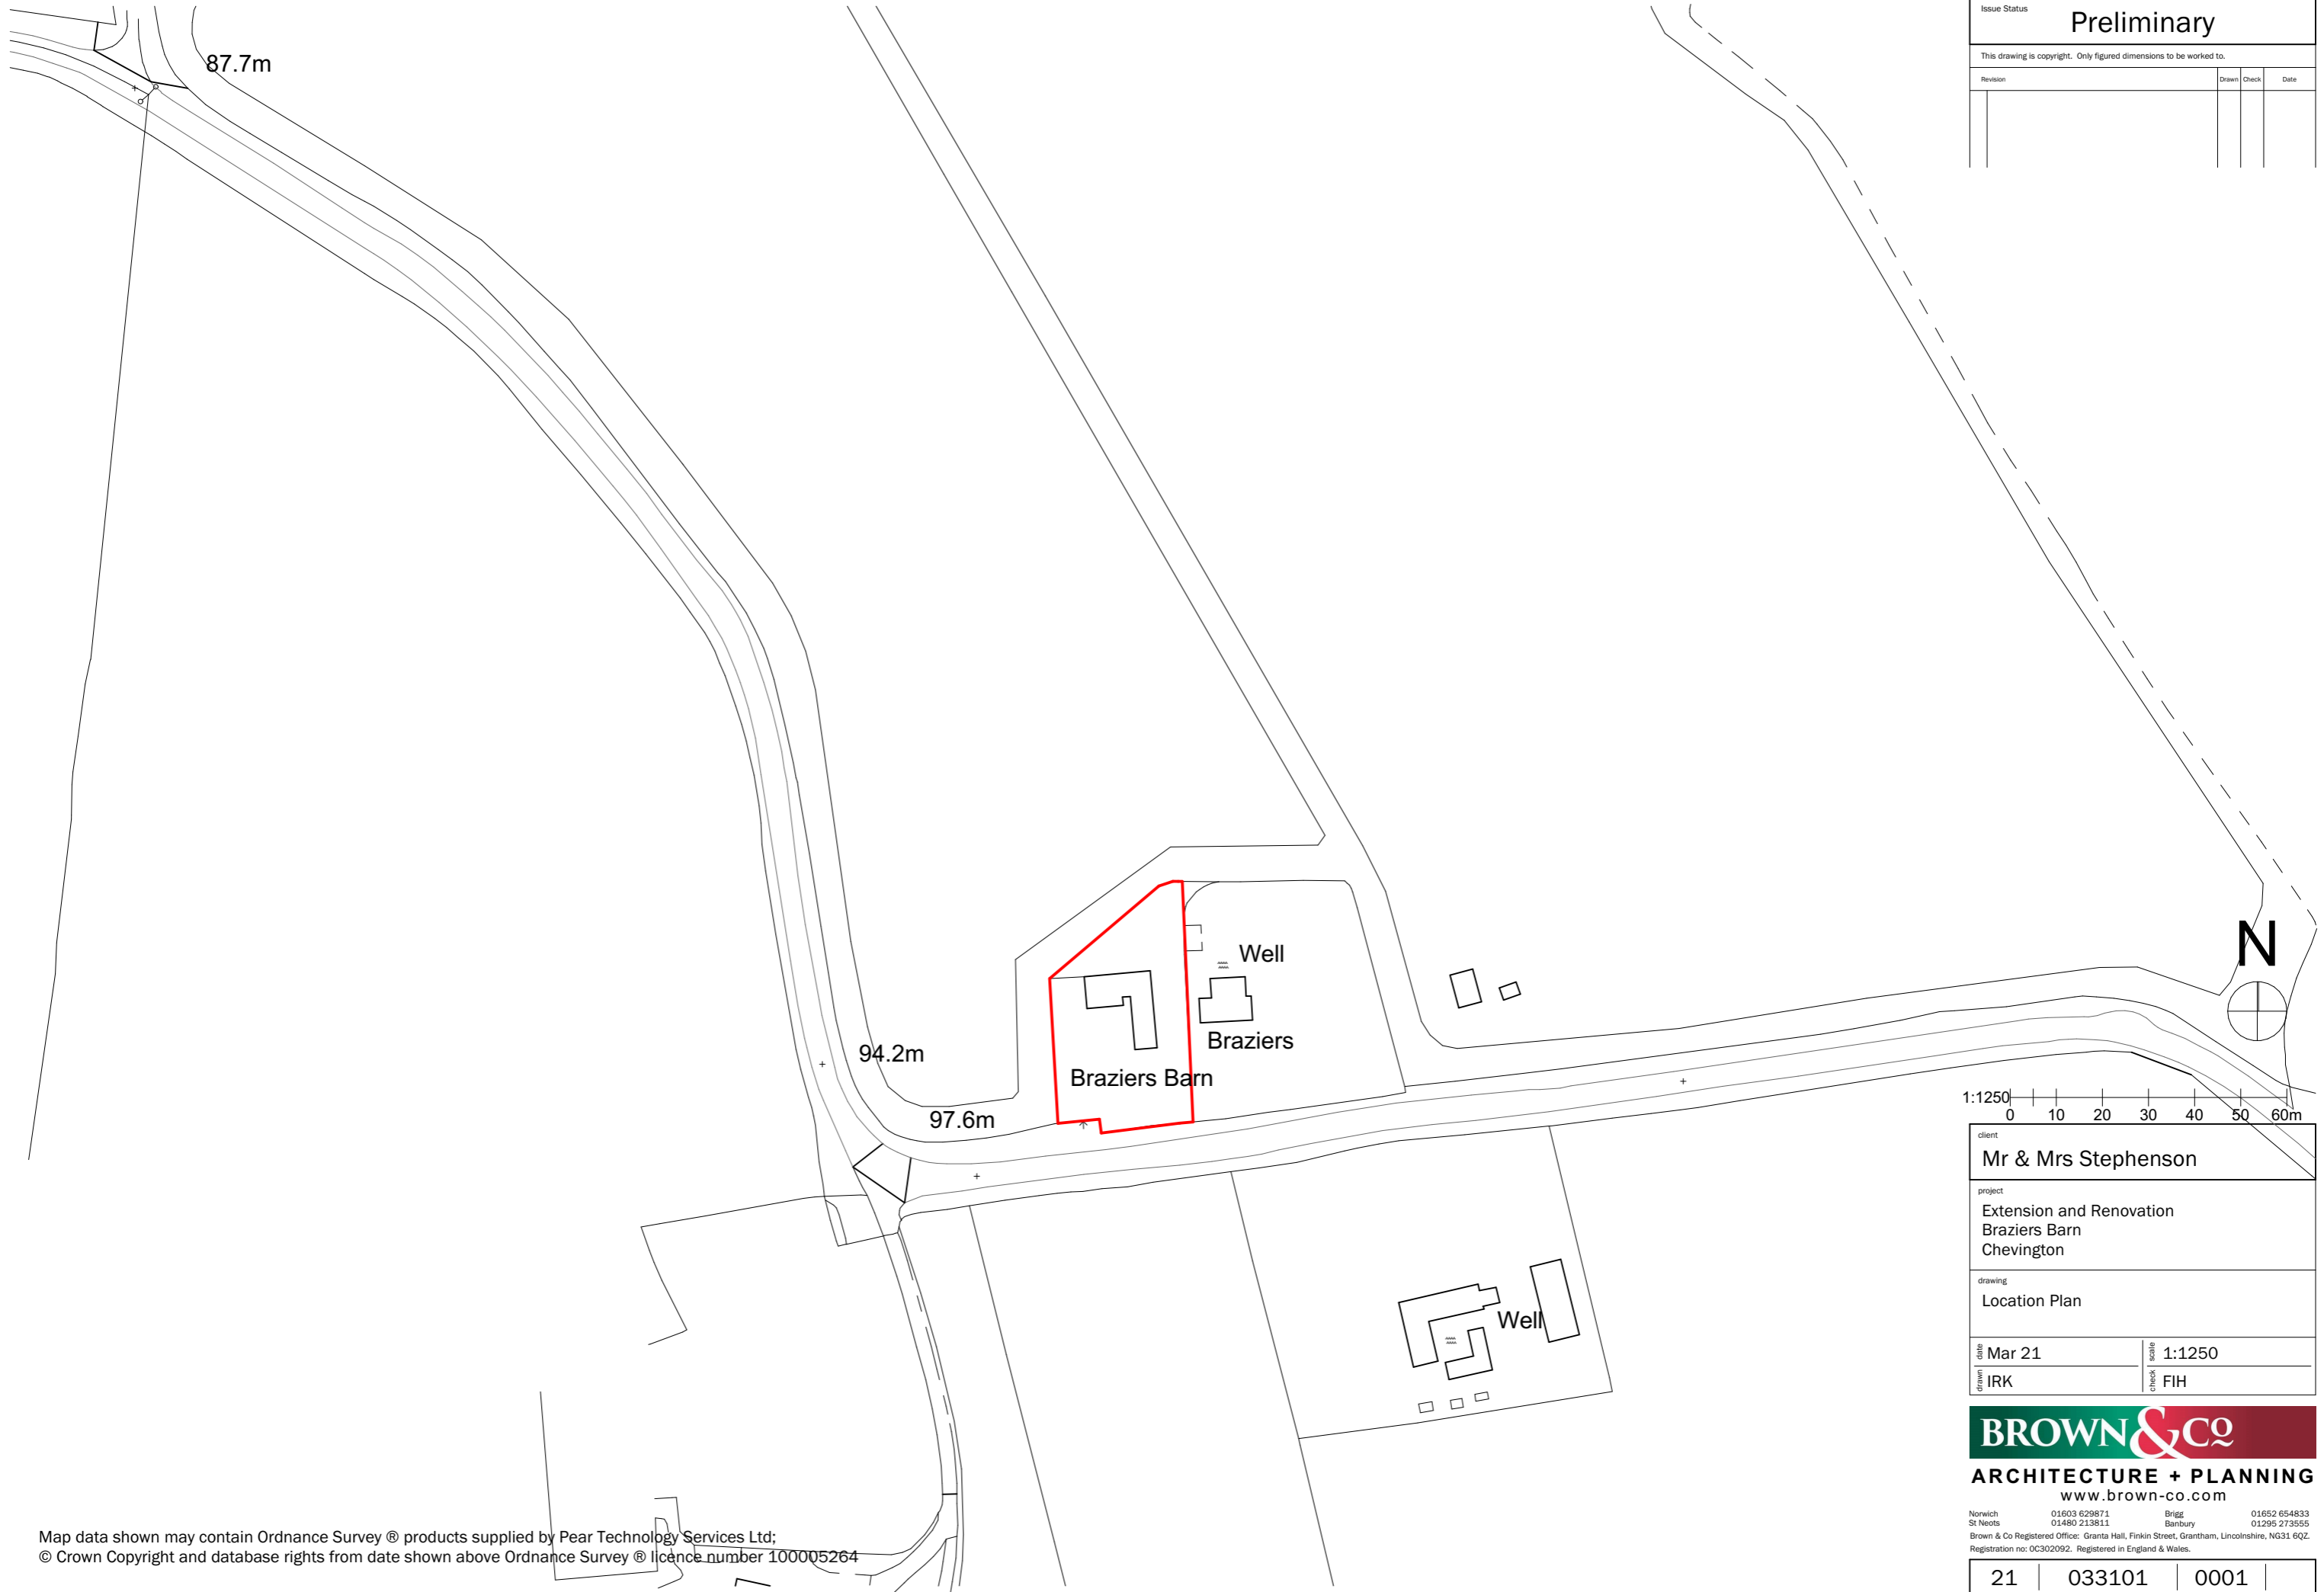 87.7m
Issue Status
Preliminary
This drawing is copyright. Only figured dimensions to be worked to.
Revision Drawn Check Date
Well
Braziers
94.2m
Braziers Barn
97.6m
N
1:1250
0 10 20 30 40 50 60m
client
Mr & Mrs Stephenson
project
Extension and Renovation
Braziers Barn
Chevington
drawing
Location Plan
Well
date Mar 21 scale 1:1250
drawn IRK check FIH
BROWN&CO
ARCHITECTURE + PLANNING
www.brown-co.com
Norwich 01603 629871 Brigg 01652 654833
St Neots 01480 213811 Banbury 01295 273555
Brown & Co Registered Office: Granta Hall, Finkin Street, Grantham, Lincolnshire, NG31 6QZ.
Registration no: OC302092. Registered in England & Wales.
21 033101 0001
Map data shown may contain Ordnance Survey ® products supplied by Pear Technology Services Ltd;
© Crown Copyright and database rights from date shown above Ordnance Survey ® licence number 100005264